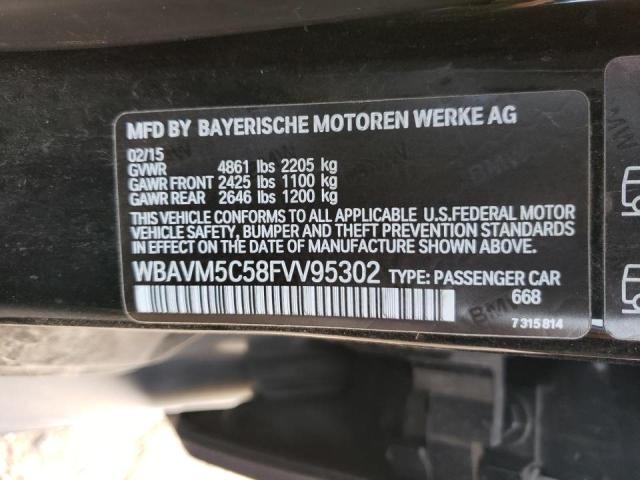 MFD BY BAYERISCHE MOTOREN WERKE AG
02/15
GVWR 4861 lbs 2205 kg
GAWR FRONT 2425 lbs 1100 kg
GAWR REAR 2646 lbs 1200 kg
THIS VEHICLE CONFORMS TO ALL APPLICABLE U.S.FEDERAL MOTOR
VEHICLE SAFETY, BUMPER, AND THEFT PREVENTION STANDARDS
IN EFFECT ON THE DATE OF MANUFACTURE SHOWN ABOVE.
WBAVM5C58FVV95302 TYPE: PASSENGER CAR
668
7 315 814